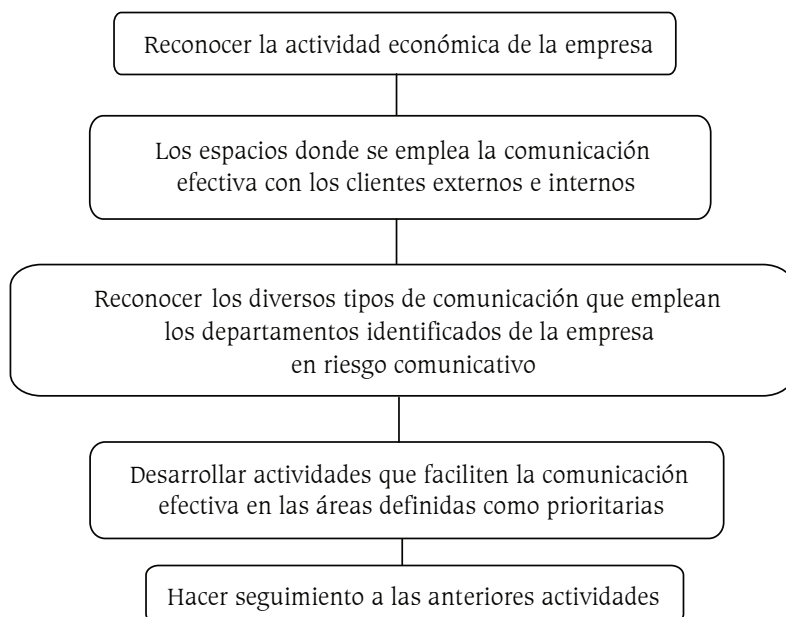 Reconocer la actividad económica de la empresa
Los espacios donde se emplea la comunicación
efectiva con los clientes externos e internos
Reconocer los diversos tipos de comunicación que emplean
los departamentos identificados de la empresa
en riesgo comunicativo
Desarrollar actividades que faciliten la comunicación
efectiva en las áreas definidas como prioritarias
Hacer seguimiento a las anteriores actividades